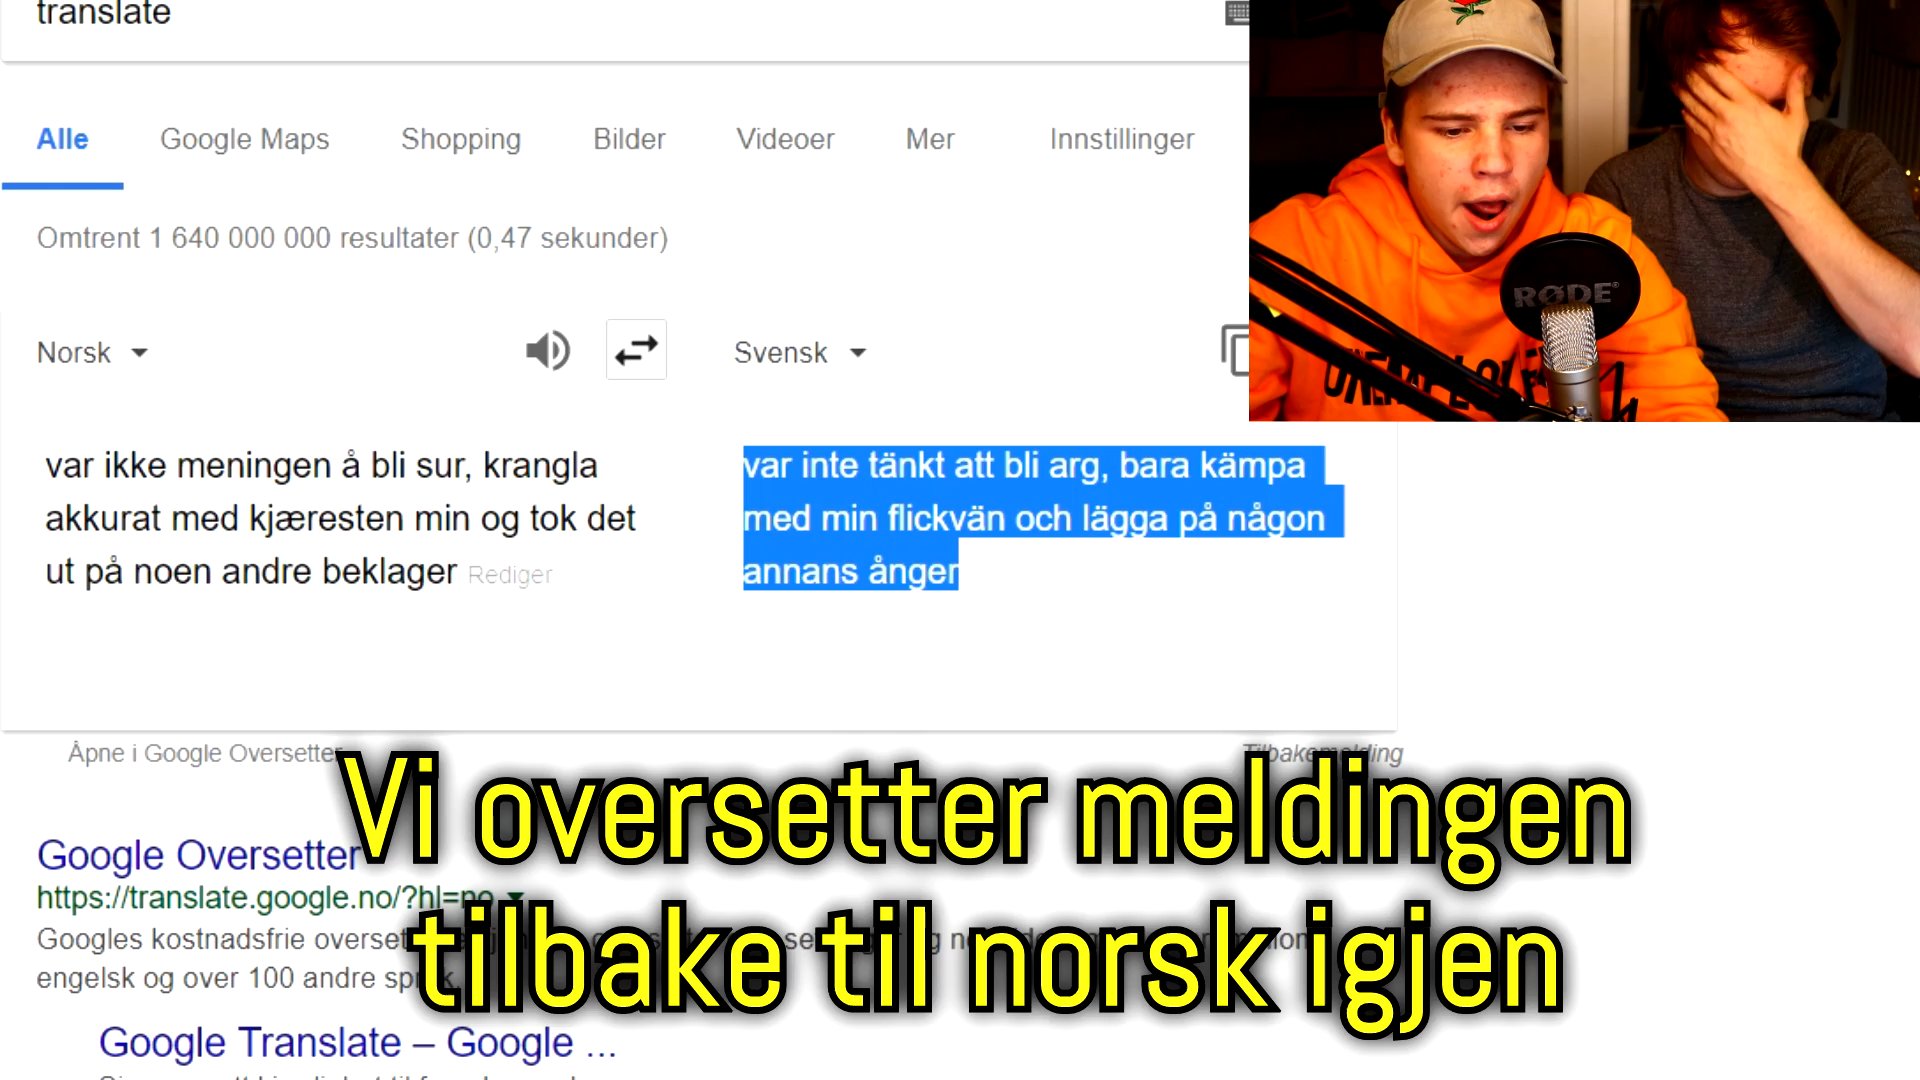 translate
Alle Google Maps Shopping Bilder Videoer Mer Innstillinger
Omtrent 1 640 000 000 resultater (0,47 sekunder)
Norsk Svensk
var ikke meningen å bli sur, krangla
akkurat med kjæresten min og tok det
ut på noen andre beklager Rediger
var inte tänkt att bli arg, bara kämpa
med min flickvän och lägga på någon
annans ånger
RØDE
Åpne i Google Oversetter
Tilbakemelding
Vi oversetter meldingen
tilbake til norsk igjen
Google Oversetter
https://translate.google.no/?hl=no
Googles kostnadsfrie
engelsk og over 100 andre
Google Translate – Google ...